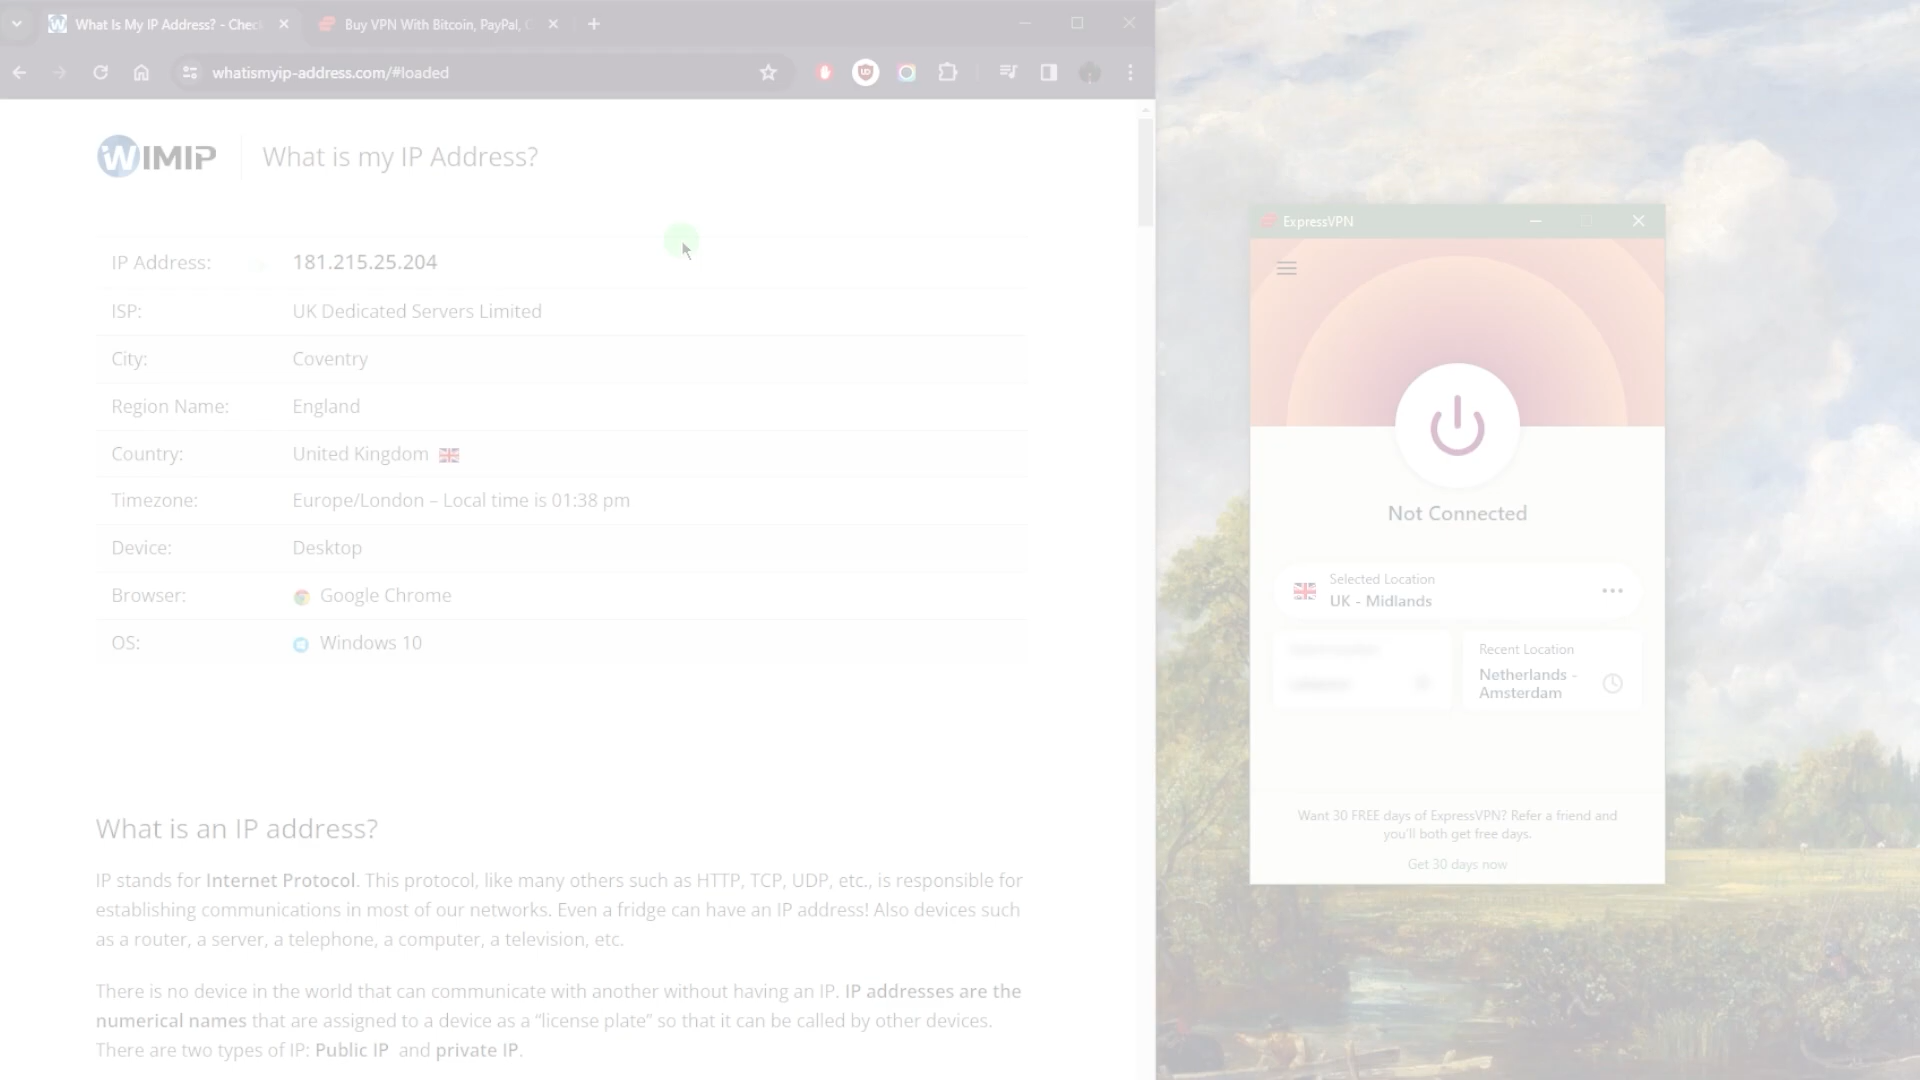 What Is My IP Address? - Chec
Buy VPN With Bitcoin, PayPal, C
whatismyip-address.com/#loaded
WIMIP
What is my IP Address?
IP Address: 181.215.25.204
ISP: UK Dedicated Servers Limited
City: Coventry
Region Name: England
Country: United Kingdom
Timezone: Europe/London – Local time is 01:38 pm
Device: Desktop
Browser: Google Chrome
OS: Windows 10
What is an IP address?
IP stands for Internet Protocol. This protocol, like many others such as HTTP, TCP, UDP, etc., is responsible for
establishing communications in most of our networks. Even a fridge can have an IP address! Also devices such
as a router, a server, a telephone, a computer, a television, etc.
There is no device in the world that can communicate with another without having an IP. IP addresses are the
numerical names that are assigned to a device as a “license plate” so that it can be called by other devices.
There are two types of IP: Public IP and private IP.
ExpressVPN
Not Connected
Selected Location
UK - Midlands
Recent Location
Netherlands -
Amsterdam
Want 30 FREE days of ExpressVPN? Refer a friend and
you'll both get free days.
Get 30 days now